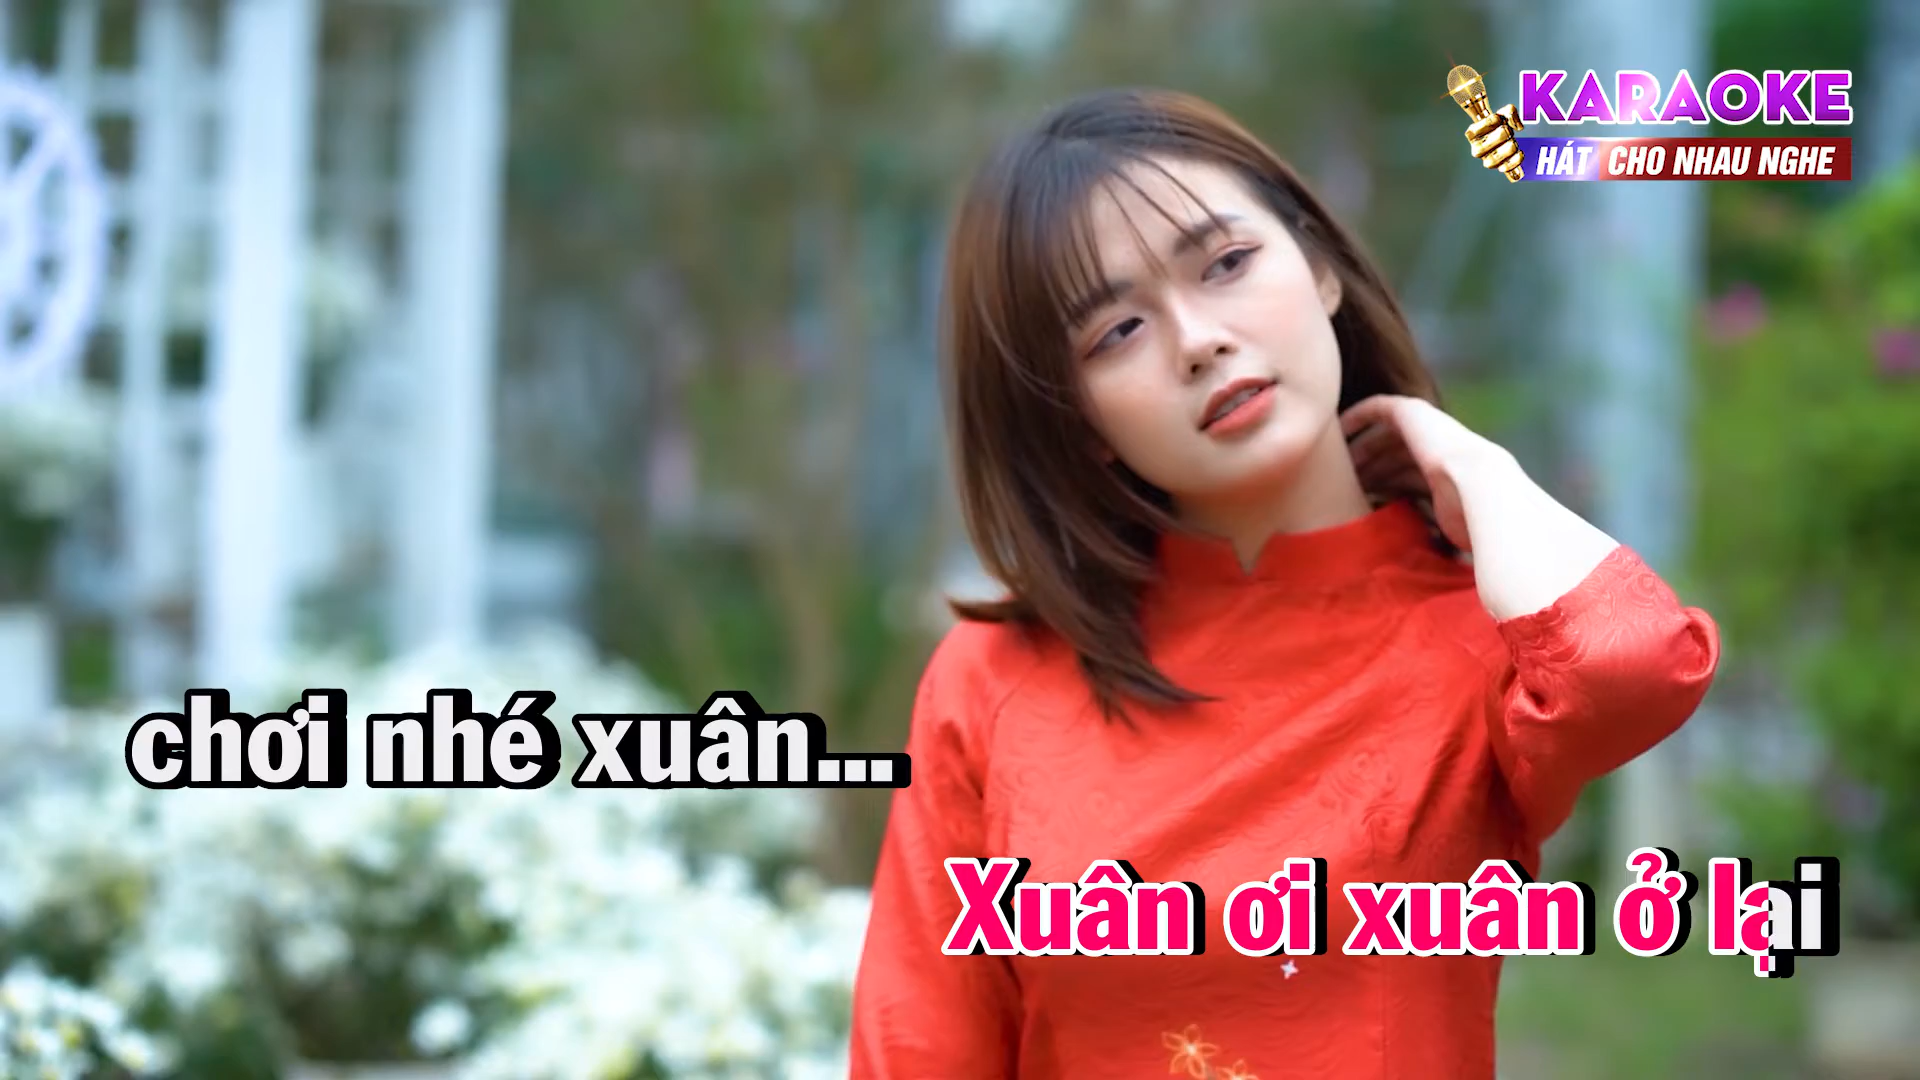 KARAOKE
HÁT CHO NHAU NGHE
chơi nhé xuân...
Xuân ơi xuân ở lại